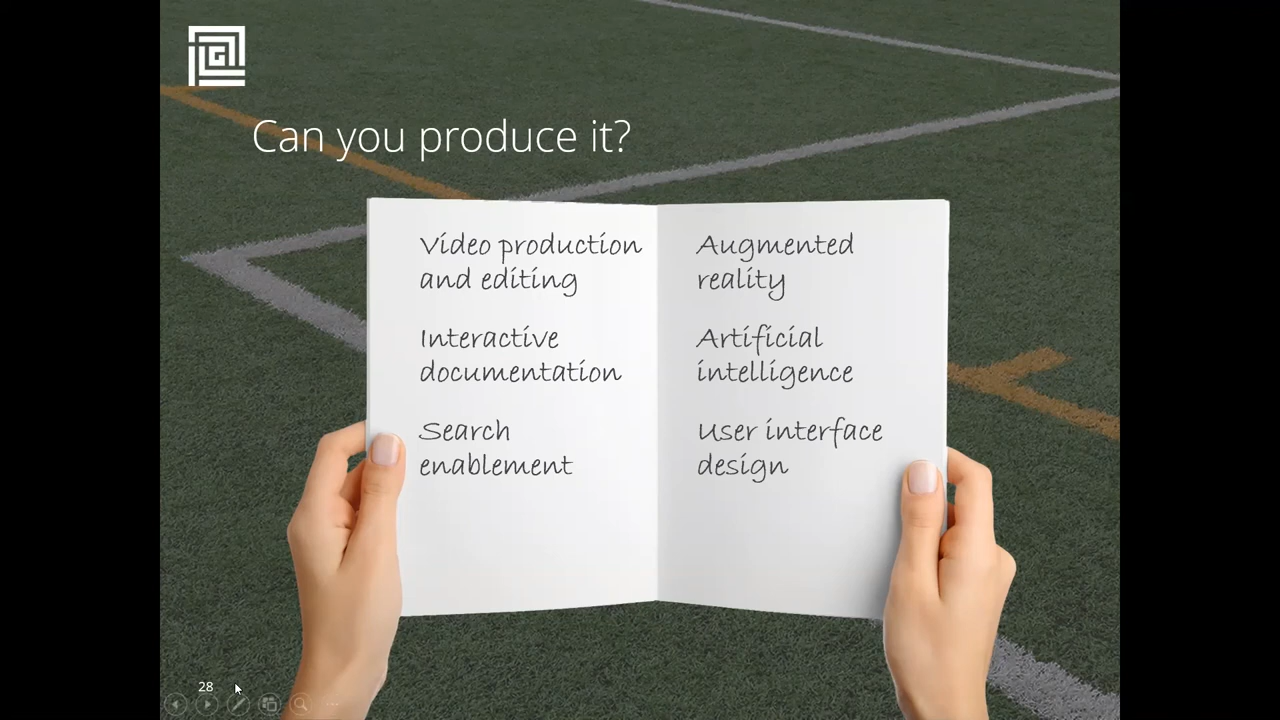 Can you produce it?
Video production
and editing
Interactive
documentation
Search
enablement
Augmented
reality
Artificial
intelligence
User interface
design
28